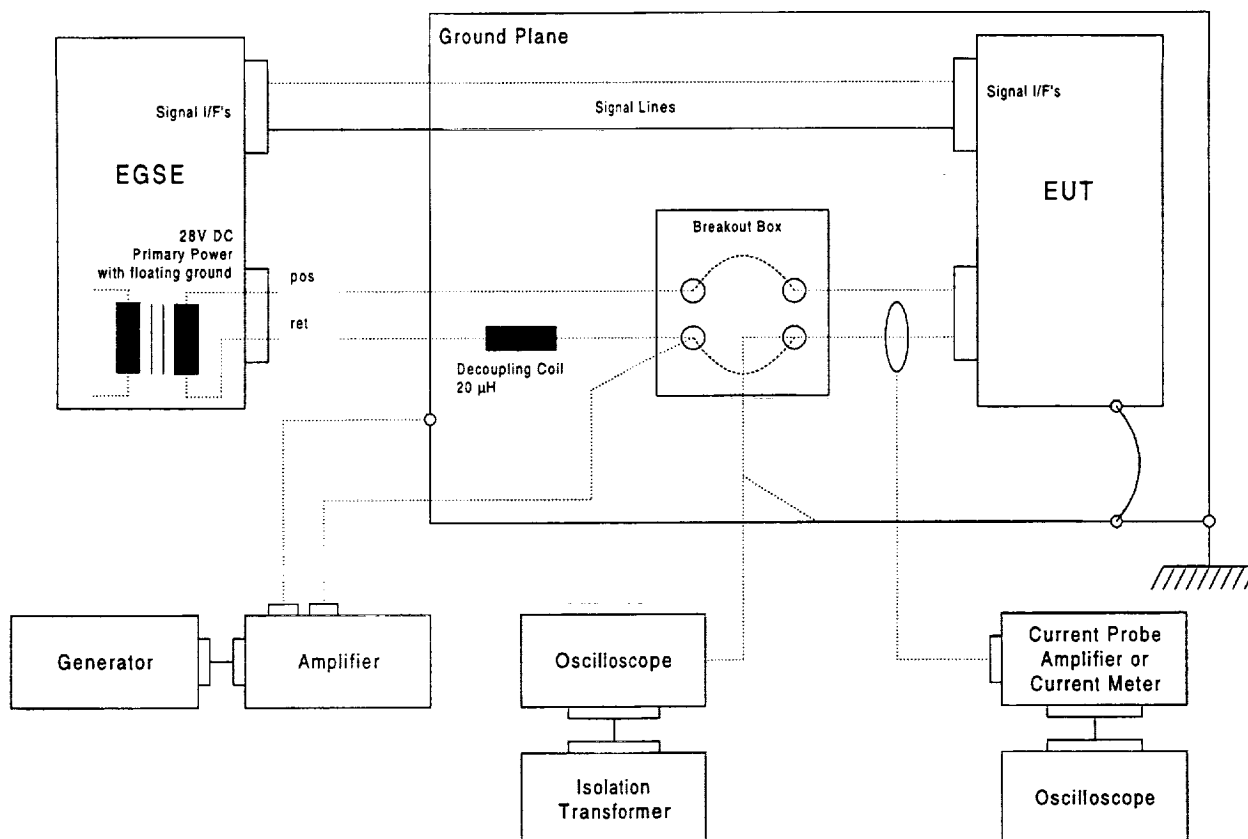 Ground Plane
Signal I/F's
Signal Lines
Signal I/F's
EGSE
EUT
28V DC
Primary Power
with floating ground
Breakout Box
pos
ret
Decoupling Coil
20 µH
Generator
Amplifier
Oscilloscope
Current Probe
Amplifier or
Current Meter
Isolation
Transformer
Oscilloscope